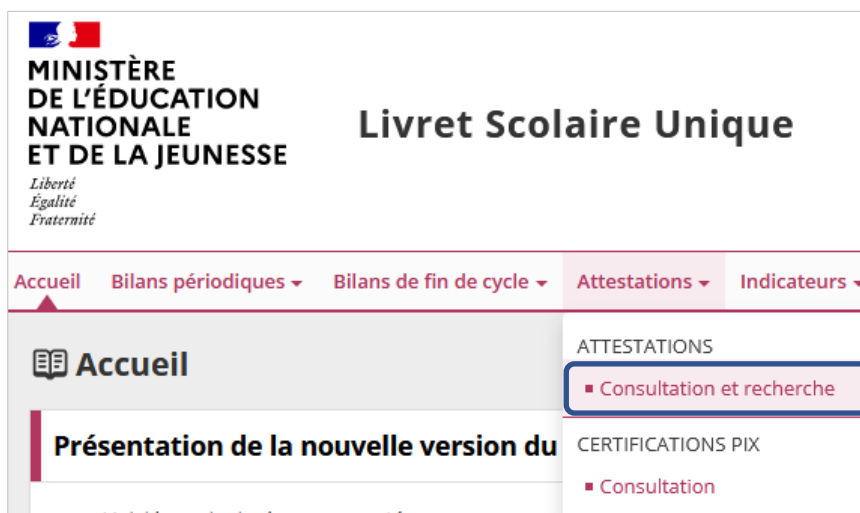 MINISTÈRE
DE L'ÉDUCATION
NATIONALE
ET DE LA JEUNESSE
Liberté
Égalité
Fraternité
Livret Scolaire Unique
Accueil Bilans périodiques Bilans de fin de cycle Attestations Indicateurs
Accueil
Présentation de la nouvelle version du
ATTESTATIONS
Consultation et recherche
CERTIFICATIONS PIX
Consultation